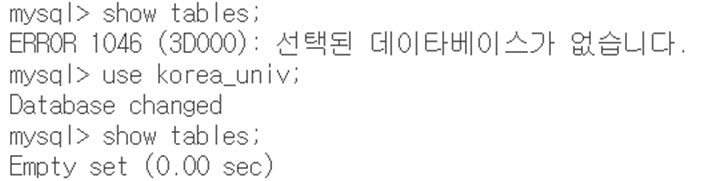 mysql> show tables;
ERROR 1046 (3D000): 선택된 데이타베이스가 없습니다.
mysql> use korea_univ;
Database changed
mysql> show tables;
Empty set (0.00 sec)